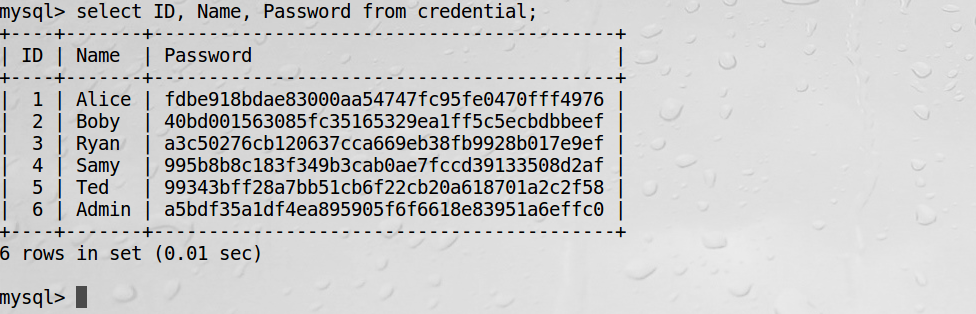 mysql> select ID, Name, Password from credential;
+----+-------+------------------------------------------+
| ID | Name  | Password                                 |
+----+-------+------------------------------------------+
|  1 | Alice | fdbe918bdae83000aa54747fc95fe0470fff4976 |
|  2 | Boby  | 40bd001563085fc35165329ea1ff5c5ecbdbbeef |
|  3 | Ryan  | a3c50276cb120637cca669eb38fb9928b017e9ef |
|  4 | Samy  | 995b8b8c183f349b3cab0ae7fccd39133508d2af |
|  5 | Ted   | 99343bff28a7bb51cb6f22cb20a618701a2c2f58 |
|  6 | Admin | a5bdf35a1df4ea895905f6f6618e83951a6effc0 |
+----+-------+------------------------------------------+
6 rows in set (0.01 sec)
mysql>